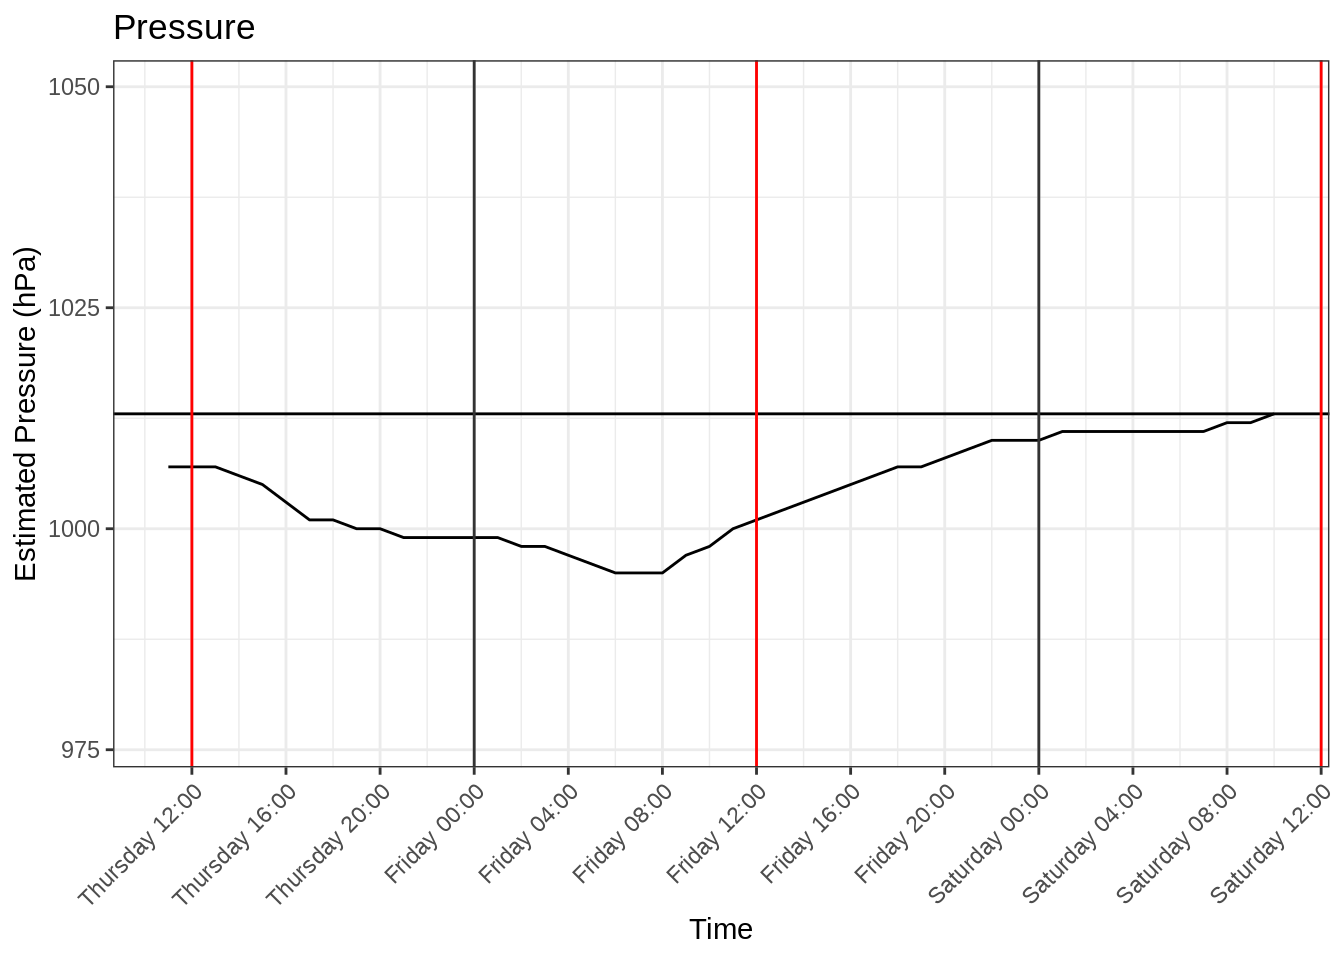 Pressure
Estimated Pressure (hPa)
1050
1025
1000
975
Thursday 12:00
Thursday 16:00
Thursday 20:00
Friday 00:00
Friday 04:00
Friday 08:00
Friday 12:00
Friday 16:00
Friday 20:00
Saturday 00:00
Saturday 04:00
Saturday 08:00
Saturday 12:00
Time